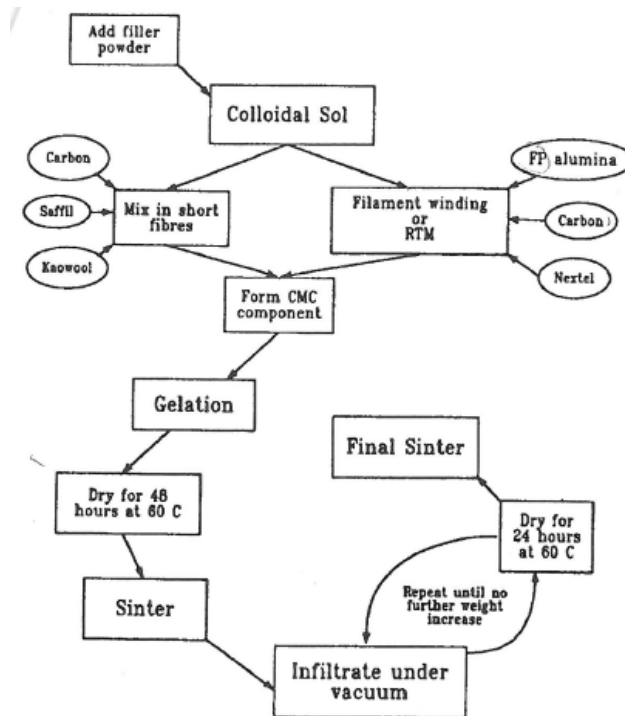 Add filler
powder
Colloidal Sol
Carbon
Saffil
Kaowool
Mix in short
fibres
Filament winding
or
RTM
FP alumina
Carbon
Nextel
Form CMC
component
Gelation
Final Sinter
Dry for 48
hours at 60 C
Dry for
24 hours
at 60 C
Sinter
Repeat until no
further weight
increase
Infiltrate under
vacuum